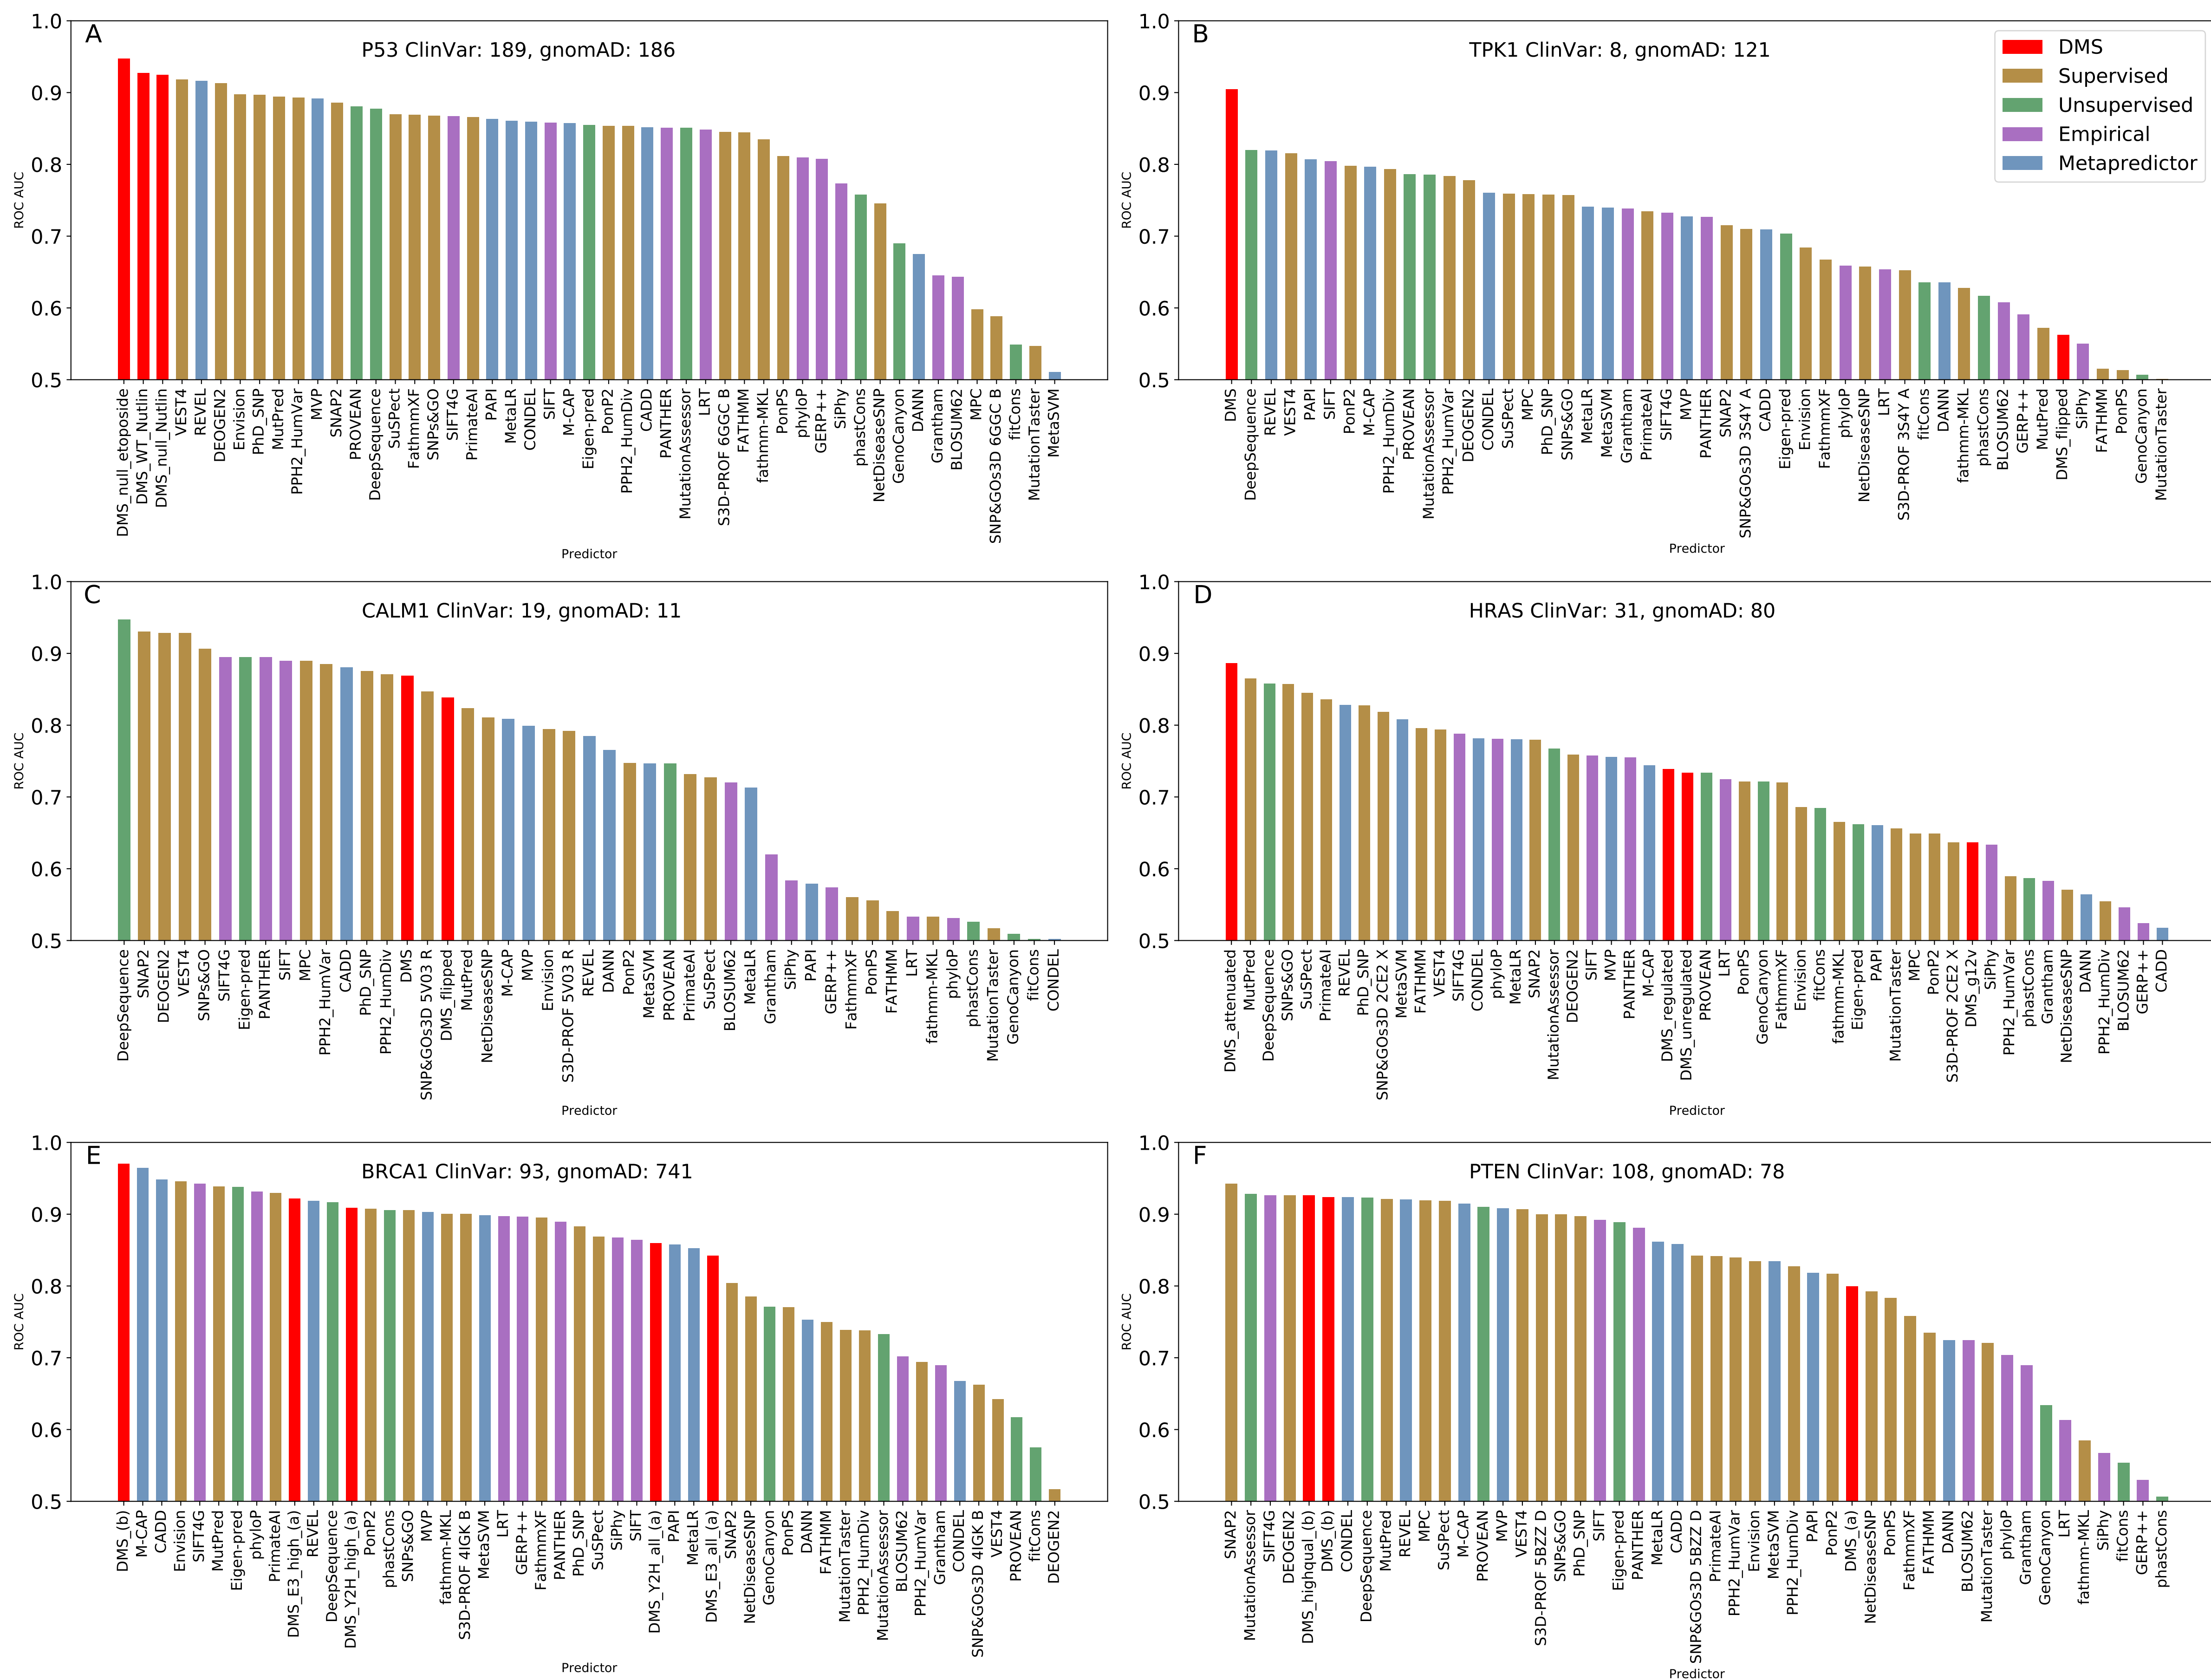 A
P53 ClinVar: 189, gnomAD: 186
1.0
0.9
0.8
0.7
0.6
0.5
ROC AUC
DMS_null_etoposide
DMS_WT_Nutlin
DMS_null_Nutlin
VEST4
REVEL
DEOGEN2
Envision
PhD_SNP
MutPred
PPH2_HumVar
MVP
SNAP2
PROVEAN
DeepSequence
SuSPect
FathmmXF
SNPs&GO
SIFT4G
PrimateAI
PAPI
MetaLR
CONDEL
SIFT
M-CAP
Eigen-pred
PonP2
PPH2_HumDiv
CADD
PANTHER
MutationAssessor
LRT
S3D-PROF 6GGC B
FATHMM
fathmm-MKL
PonPS
phyloP
GERP++
SiPhy
phastCons
NetDiseaseSNP
GenoCanyon
DANN
Grantham
BLOSUM62
MPC
SNP&GOs3D 6GGC B
fitCons
MutationTaster
MetaSVM
Predictor
B
TPK1 ClinVar: 8, gnomAD: 121
DMS
Supervised
Unsupervised
Empirical
Metapredictor
1.0
0.9
0.8
0.7
0.6
0.5
ROC AUC
DMS
DeepSequence
REVEL
VEST4
PAPI
SIFT
PonP2
M-CAP
PPH2_HumDiv
PROVEAN
MutationAssessor
PPH2_HumVar
DEOGEN2
CONDEL
SuSPect
MPC
PhD_SNP
SNPs&GO
MetaLR
MetaSVM
Grantham
PrimateAI
SIFT4G
MVP
PANTHER
SNAP2
SNP&GOs3D 3S4Y A
CADD
Eigen-pred
Envision
FathmmXF
phyloP
NetDiseaseSNP
LRT
S3D-PROF 3S4Y A
fitCons
DANN
fathmm-MKL
phastCons
BLOSUM62
GERP++
MutPred
DMS_flipped
SiPhy
FATHMM
PonPS
GenoCanyon
MutationTaster
Predictor
C
CALM1 ClinVar: 19, gnomAD: 11
1.0
0.9
0.8
0.7
0.6
0.5
ROC AUC
DeepSequence
SNAP2
DEOGEN2
VEST4
SNPs&GO
SIFT4G
Eigen-pred
PANTHER
SIFT
MPC
PPH2_HumVar
CADD
PhD_SNP
PPH2_HumDiv
DMS
SNP&GOs3D 5V03 R
DMS_flipped
MutPred
NetDiseaseSNP
M-CAP
MVP
Envision
S3D-PROF 5V03 R
REVEL
DANN
PonP2
MetaSVM
PROVEAN
PrimateAI
SuSPect
BLOSUM62
MetaLR
Grantham
SiPhy
PAPI
GERP++
FathmmXF
PonPS
FATHMM
LRT
fathmm-MKL
phyloP
phastCons
MutationTaster
GenoCanyon
fitCons
CONDEL
Predictor
D
HRAS ClinVar: 31, gnomAD: 80
1.0
0.9
0.8
0.7
0.6
0.5
ROC AUC
DMS_attenuated
MutPred
DeepSequence
SNPs&GO
SuSPect
PrimateAI
REVEL
PhD_SNP
SNP&GOs3D 2CE2 X
MetaSVM
FATHMM
VEST4
SIFT4G
CONDEL
phyloP
MetaLR
SNAP2
MutationAssessor
DEOGEN2
SIFT
MVP
PANTHER
M-CAP
DMS_regulated
DMS_unregulated
PROVEAN
LRT
PonPS
GenoCanyon
FathmmXF
Envision
fitCons
fathmm-MKL
Eigen-pred
PAPI
MutationTaster
MPC
PonP2
S3D-PROF 2CE2 X
DMS_g12v
SiPhy
PPH2_HumVar
phastCons
Grantham
NetDiseaseSNP
DANN
PPH2_HumDiv
BLOSUM62
GERP++
CADD
Predictor
E
BRCA1 ClinVar: 93, gnomAD: 741
1.0
0.9
0.8
0.7
0.6
0.5
ROC AUC
DMS_(b)
M-CAP
CADD
Envision
SIFT4G
MutPred
Eigen-pred
phyloP
PrimateAI
DMS_E3_high_(a)
REVEL
DeepSequence
DMS_Y2H_high_(a)
PonP2
phastCons
SNPs&GO
MVP
fathmm-MKL
S3D-PROF 4IGK B
MetaSVM
LRT
GERP++
FathmmXF
PANTHER
PhD_SNP
SuSPect
SiPhy
SIFT
DMS_Y2H_all_(a)
PAPI
MetaLR
DMS_E3_all_(a)
SNAP2
NetDiseaseSNP
GenoCanyon
PonPS
DANN
FATHMM
MutationTaster
PPH2_HumDiv
MutationAssessor
BLOSUM62
PPH2_HumVar
Grantham
CONDEL
SNP&GOs3D 4IGK B
VEST4
PROVEAN
fitCons
DEOGEN2
Predictor
F
PTEN ClinVar: 108, gnomAD: 78
1.0
0.9
0.8
0.7
0.6
0.5
ROC AUC
SNAP2
MutationAssessor
SIFT4G
DEOGEN2
DMS_highqual_(b)
DMS_(b)
CONDEL
DeepSequence
MutPred
REVEL
MPC
SuSPect
M-CAP
PROVEAN
MVP
VEST4
S3D-PROF 5BZZ D
SNPs&GO
PhD_SNP
SIFT
Eigen-pred
PANTHER
MetaLR
CADD
SNP&GOs3D 5BZZ D
PrimateAI
PPH2_HumVar
Envision
MetaSVM
PPH2_HumDiv
PAPI
PonP2
DMS_(a)
NetDiseaseSNP
PonPS
FathmmXF
FATHMM
DANN
BLOSUM62
MutationTaster
phyloP
Grantham
GenoCanyon
LRT
fathmm-MKL
SiPhy
fitCons
GERP++
phastCons
Predictor